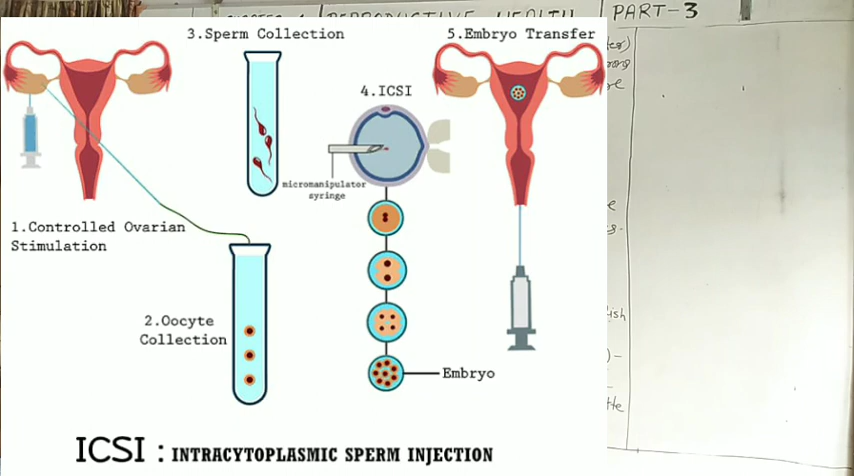 REPRODUCTIVE HEALTH PART-3
3.Sperm Collection
5.Embryo Transfer
4.ICSI
micromanipulator
syringe
1.Controlled Ovarian
Stimulation
2.Oocyte
Collection
Embryo
ICSI : INTRACYTOPLASMIC SPERM INJECTION